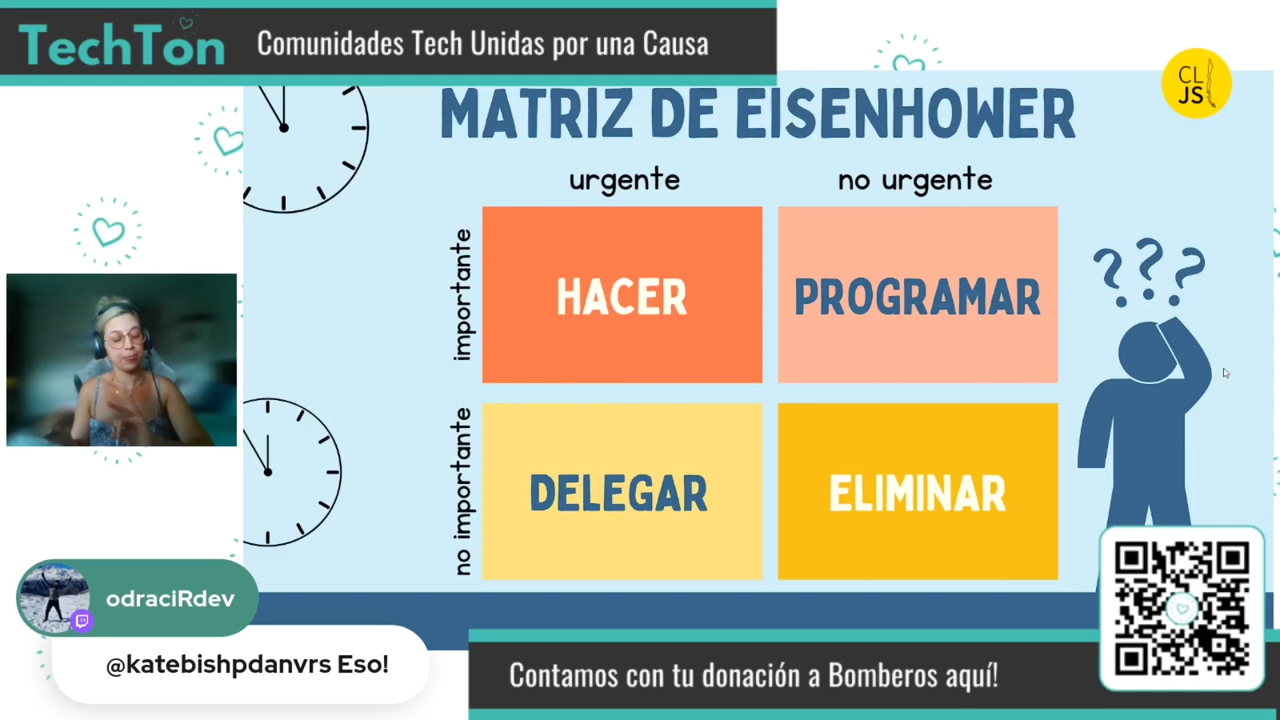 TechTon
Comunidades Tech Unidas por una Causa
CL
JS
MATRIZ DE EISENHOWER
urgente
no urgente
importante
HACER
PROGRAMAR
???
no importante
DELEGAR
ELIMINAR
odraciRdev
@katebishpdanvrs Eso!
Contamos con tu donación a Bomberos aquí!